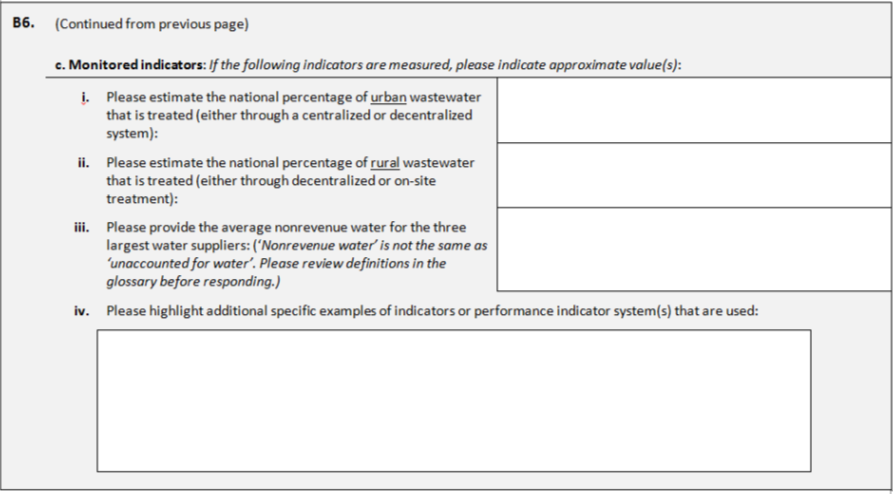 B6. (Continued from previous page)
c. Monitored indicators: If the following indicators are measured, please indicate approximate value(s):
i. Please estimate the national percentage of urban wastewater
that is treated (either through a centralized or decentralized
system):
ii. Please estimate the national percentage of rural wastewater
that is treated (either through decentralized or on-site
treatment):
iii. Please provide the average nonrevenue water for the three
largest water suppliers: ('Nonrevenue water' is not the same as
'unaccounted for water'. Please review definitions in the
glossary before responding.)
iv. Please highlight additional specific examples of indicators or performance indicator system(s) that are used: